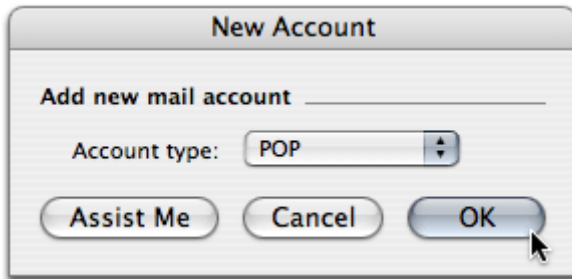 New Account
Add new mail account
Account type: POP
Assist Me Cancel OK